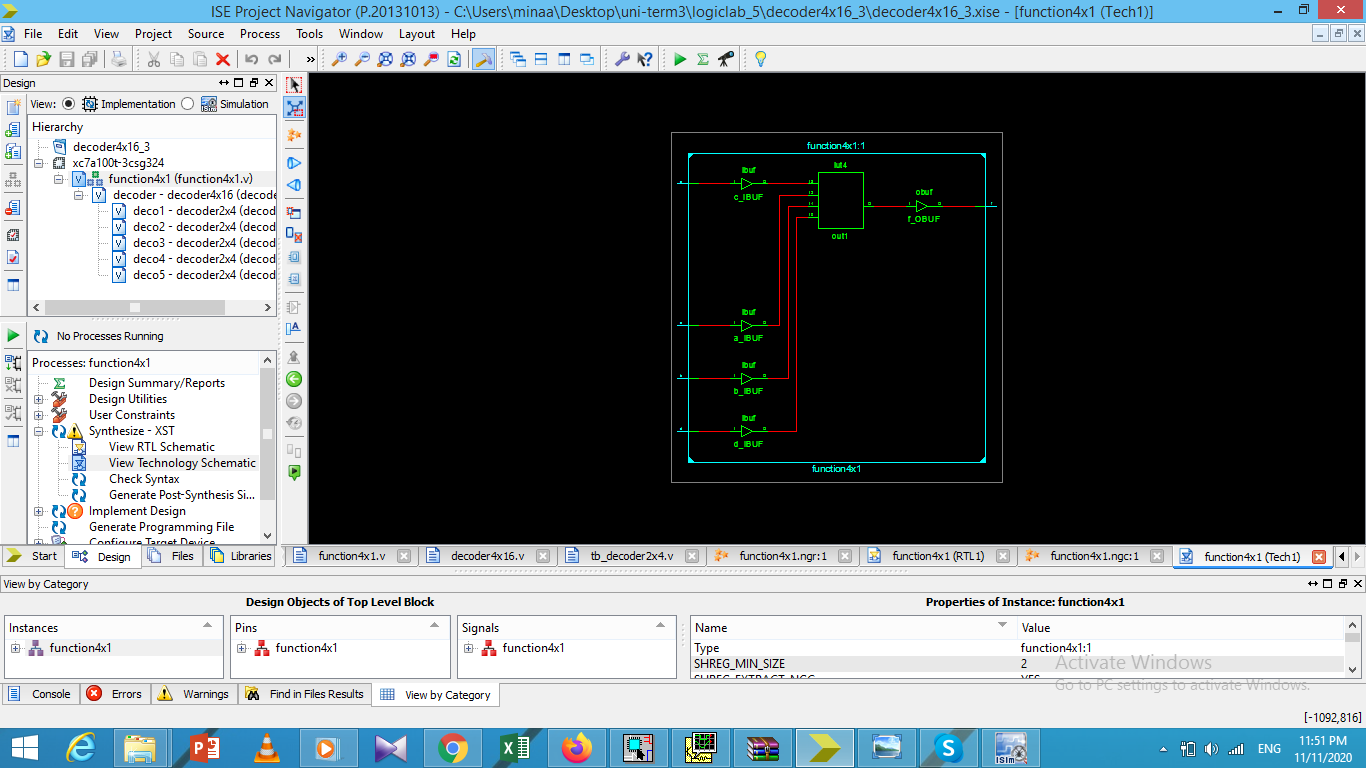 ISE Project Navigator (P.20131013) - C:\Users\minaa\Desktop\uni-term3\logiclab_5\decoder4x16_3\decoder4x16_3.xise - [function4x1 (Tech1)]
File Edit View Project Source Process Tools Window Layout Help
Design
View: Implementation Simulation
Hierarchy
decoder4x16_3
xc7a100t-3csg324
function4x1 (function4x1.v)
decoder - decoder4x16 (decode
deco1 - decoder2x4 (decod
deco2 - decoder2x4 (decod
deco3 - decoder2x4 (decod
deco4 - decoder2x4 (decod
deco5 - decoder2x4 (decod
No Processes Running
Processes: function4x1
Design Summary/Reports
Design Utilities
User Constraints
Synthesize - XST
View RTL Schematic
View Technology Schematic
Check Syntax
Generate Post-Synthesis Si...
Implement Design
Generate Programming File
Configure Target Device
Start Design Files Libraries
function4x1:1
ibuf
c_IBUF
lut4
out1
obuf
f_OBUF
ibuf
a_IBUF
ibuf
b_IBUF
ibuf
d_IBUF
function4x1
function4x1.v decoder4x16.v tb_decoder2x4.v function4x1.ngr:1 function4x1 (RTL1) function4x1.ngc:1 function4x1 (Tech1)
View by Category
Design Objects of Top Level Block
Properties of Instance: function4x1
Instances Pins Signals Name Value
function4x1 function4x1 function4x1 Type function4x1:1
SHREG_MIN_SIZE 2
SHREG_EXTRACT_NGC YES
Activate Windows
Go to PC settings to activate Windows.
Console Errors Warnings Find in Files Results View by Category
[-1092,816]
ENG
11:51 PM
11/11/2020